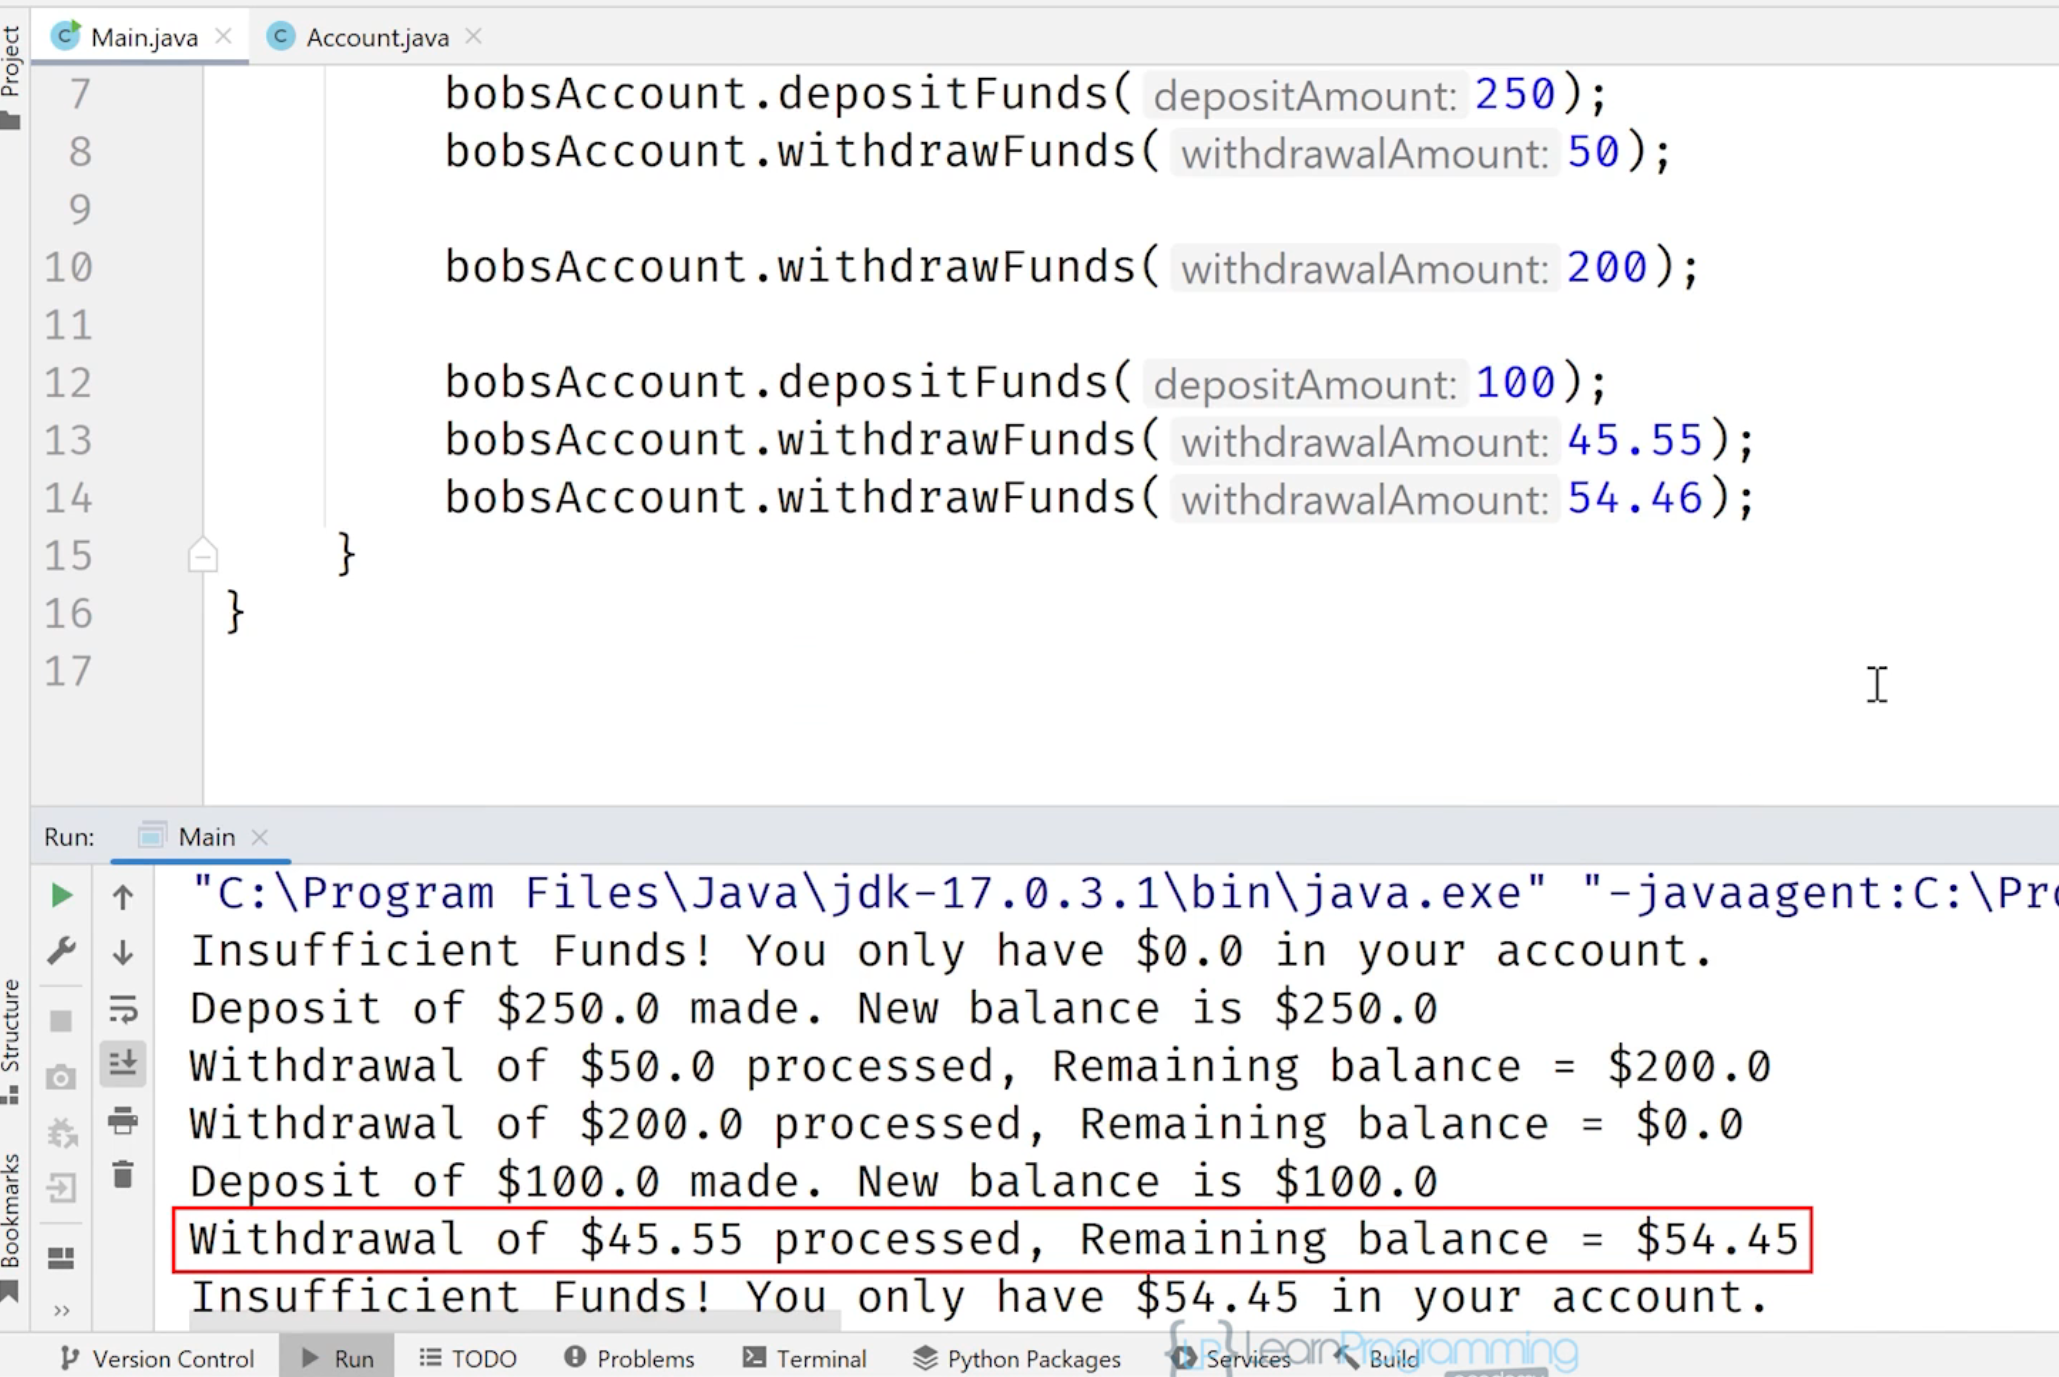 Project
Main.java
Account.java
7 bobsAccount.depositFunds( depositAmount: 250);
8 bobsAccount.withdrawFunds( withdrawalAmount: 50);
9
10 bobsAccount.withdrawFunds( withdrawalAmount: 200);
11
12 bobsAccount.depositFunds( depositAmount: 100);
13 bobsAccount.withdrawFunds( withdrawalAmount: 45.55);
14 bobsAccount.withdrawFunds( withdrawalAmount: 54.46);
15 }
16 }
17
Run: Main
"C:\Program Files\Java\jdk-17.0.3.1\bin\java.exe" "-javaagent:C:\Pro
Insufficient Funds! You only have $0.0 in your account.
Deposit of $250.0 made. New balance is $250.0
Withdrawal of $50.0 processed, Remaining balance = $200.0
Withdrawal of $200.0 processed, Remaining balance = $0.0
Deposit of $100.0 made. New balance is $100.0
Withdrawal of $45.55 processed, Remaining balance = $54.45
Insufficient Funds! You only have $54.45 in your account.
Structure
Bookmarks
Version Control Run TODO Problems Terminal Python Packages Services Build
{LP} LearnProgramming
academy